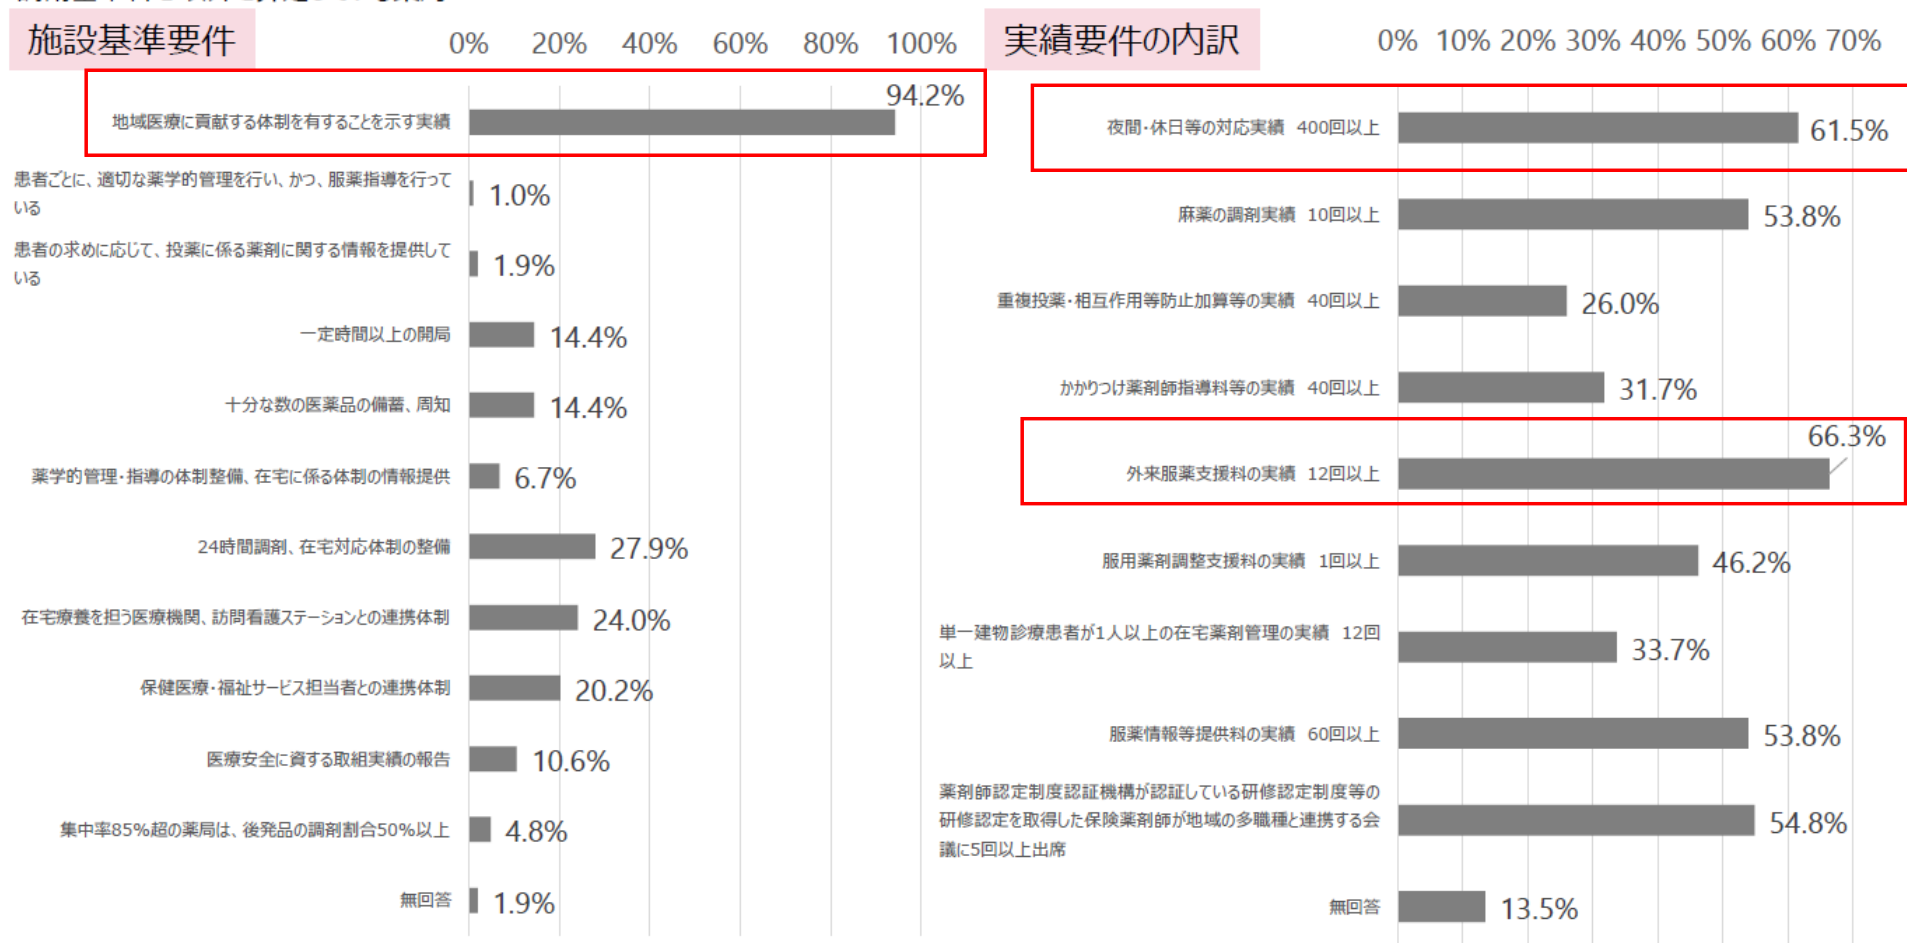 施設基準要件
0% 20% 40% 60% 80% 100%
地域医療に貢献する体制を有することを示す実績
94.2%
患者ごとに、適切な薬学的管理を行い、かつ、服薬指導を行って
いる
1.0%
患者の求めに応じて、投薬に係る薬剤に関する情報を提供して
いる
1.9%
一定時間以上の開局
14.4%
十分な数の医薬品の備蓄、周知
14.4%
薬学的管理・指導の体制整備、在宅に係る体制の情報提供
6.7%
24時間調剤、在宅対応体制の整備
27.9%
在宅療養を担う医療機関、訪問看護ステーションとの連携体制
24.0%
保健医療・福祉サービス担当者との連携体制
20.2%
医療安全に資する取組実績の報告
10.6%
集中率85%超の薬局は、後発品の調剤割合50%以上
4.8%
無回答
1.9%
実績要件の内訳
0% 10% 20% 30% 40% 50% 60% 70%
夜間・休日等の対応実績 400回以上
61.5%
麻薬の調剤実績 10回以上
53.8%
重複投薬・相互作用等防止加算等の実績 40回以上
26.0%
かかりつけ薬剤師指導料等の実績 40回以上
31.7%
外来服薬支援料の実績 12回以上
66.3%
服用薬剤調整支援料の実績 1回以上
46.2%
単一建物診療患者が1人以上の在宅薬剤管理の実績 12回
以上
33.7%
服薬情報等提供料の実績 60回以上
53.8%
薬剤師認定制度認証機構が認証している研修認定制度等の
研修認定を取得した保険薬剤師が地域の多職種と連携する会
議に5回以上出席
54.8%
無回答
13.5%